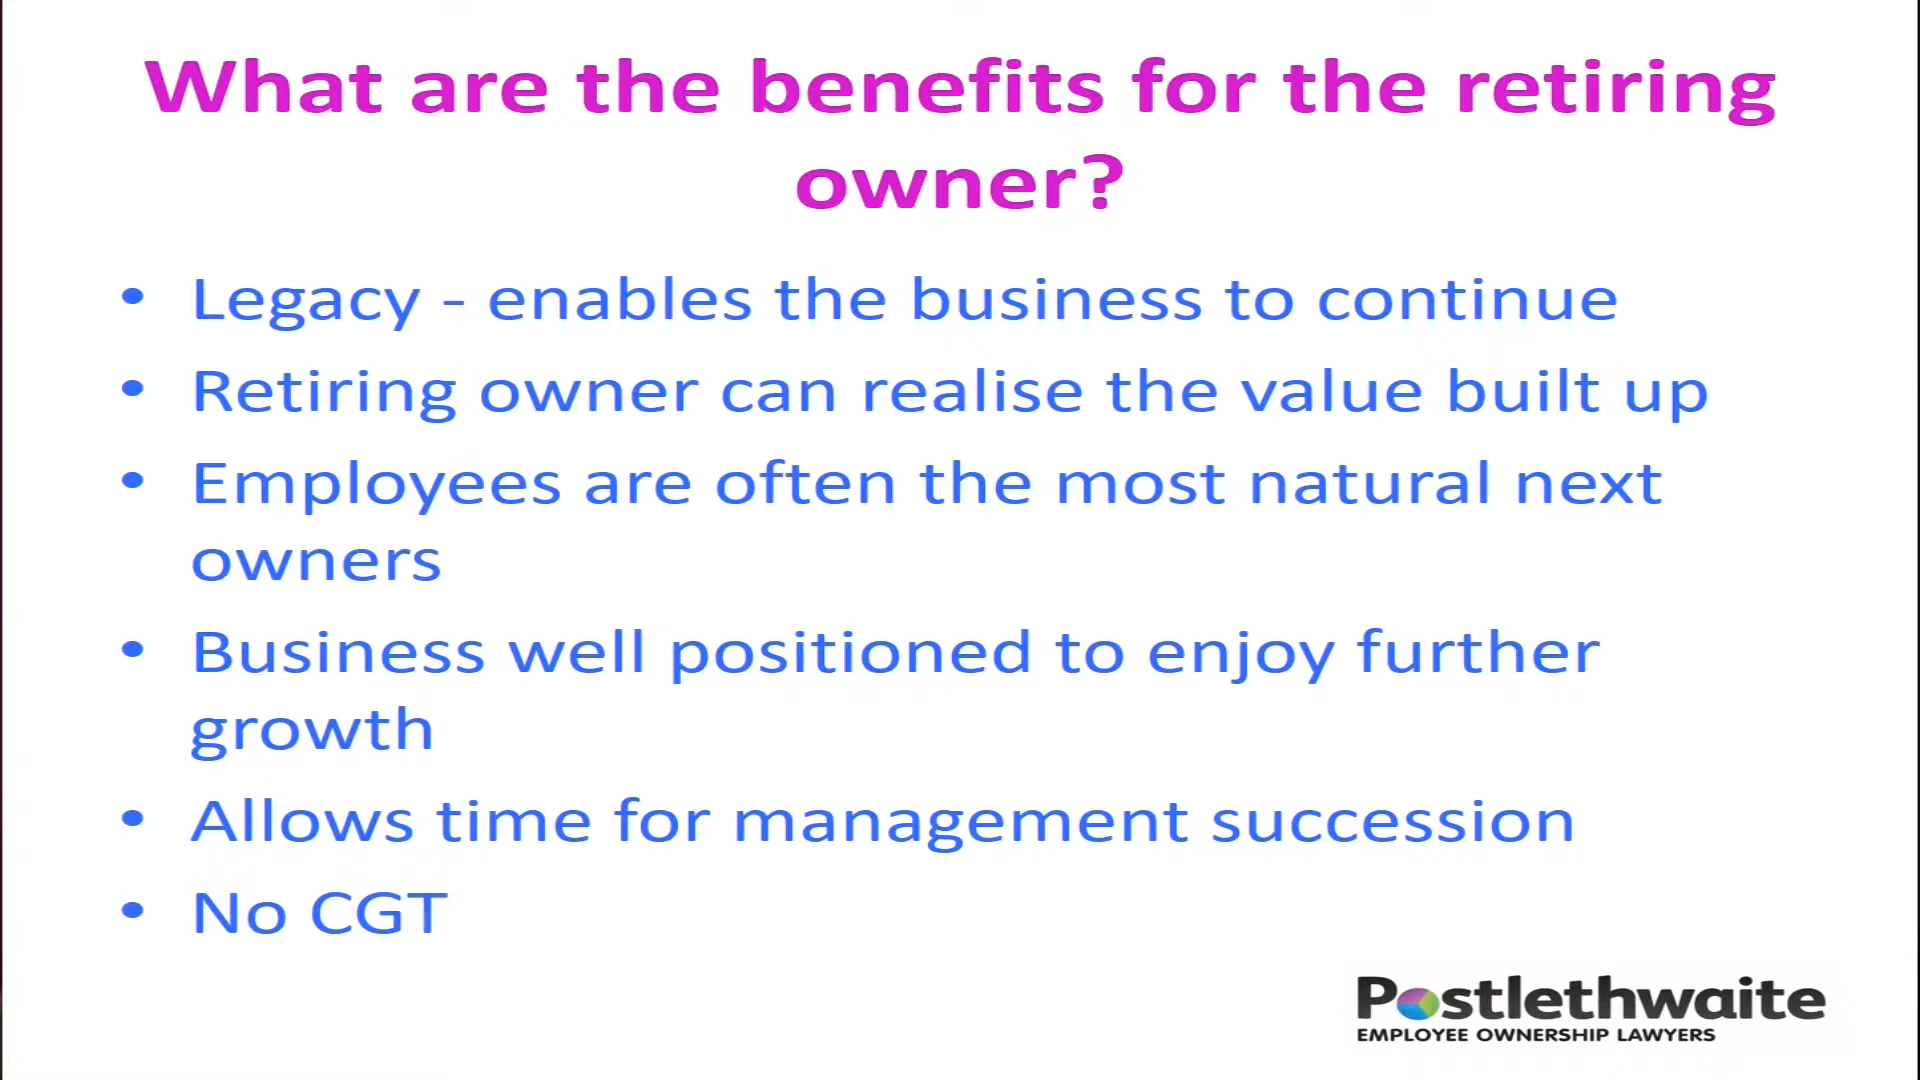 What are the benefits for the retiring
owner?
• Legacy - enables the business to continue
• Retiring owner can realise the value built up
• Employees are often the most natural next
owners
• Business well positioned to enjoy further
growth
• Allows time for management succession
• No CGT
Postlethwaite
EMPLOYEE OWNERSHIP LAWYERS